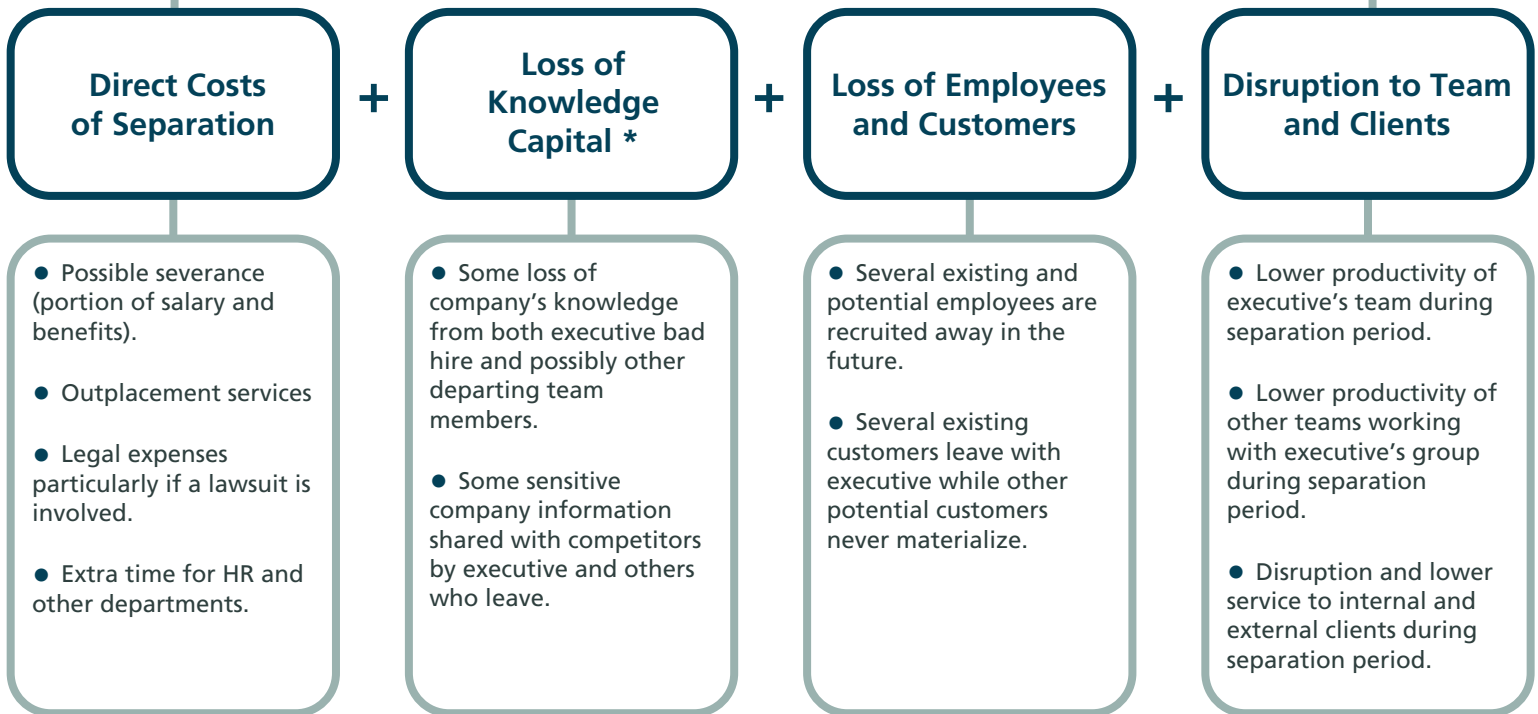 Direct Costs
of Separation
+
Loss of
Knowledge
Capital *
+
Loss of Employees
and Customers
+
Disruption to Team
and Clients
● Possible severance
(portion of salary and
benefits).
● Outplacement services
● Legal expenses
particularly if a lawsuit is
involved.
● Extra time for HR and
other departments.
● Some loss of
company’s knowledge
from both executive bad
hire and possibly other
departing team
members.
● Some sensitive
company information
shared with competitors
by executive and others
who leave.
● Several existing and
potential employees are
recruited away in the
future.
● Several existing
customers leave with
executive while other
potential customers
never materialize.
● Lower productivity of
executive’s team during
separation period.
● Lower productivity of
other teams working
with executive’s group
during separation
period.
● Disruption and lower
service to internal and
external clients during
separation period.